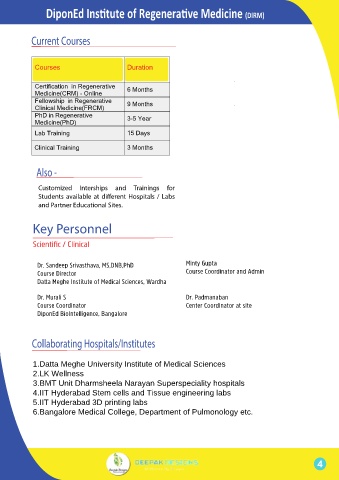 DiponEd Institute of Regenerative Medicine (DIRM)
Current Courses
Courses Duration
Certification in Regenerative
Medicine(CRM) - Online 6 Months
Fellowship in Regenerative
Clinical Medicine(FRCM) 9 Months
PhD in Regenerative
Medicine(PhD) 3-5 Year
Lab Training 15 Days
Clinical Training 3 Months
Also -
Customized Interships and Trainings for
Students available at different Hospitals / Labs
and Partner Educational Sites.
Key Personnel
Scientific / Clinical
Dr. Sandeep Srivasthava, MS,DNB,PhD
Course Director
Datta Meghe Institute of Medical Sciences, Wardha
Minty Gupta
Course Coordinator and Admin
Dr. Murali S
Course Coordinator
DiponEd BioIntelligence, Bangalore
Dr. Padmanaban
Center Coordinator at site
Collaborating Hospitals/Institutes
1.Datta Meghe University Institute of Medical Sciences
2.LK Wellness
3.BMT Unit Dharmsheela Narayan Superspeciality hospitals
4.IIT Hyderabad Stem cells and Tissue engineering labs
5.IIT Hyderabad 3D printing labs
6.Bangalore Medical College, Department of Pulmonology etc.
DEEPAK DESIGNS
4